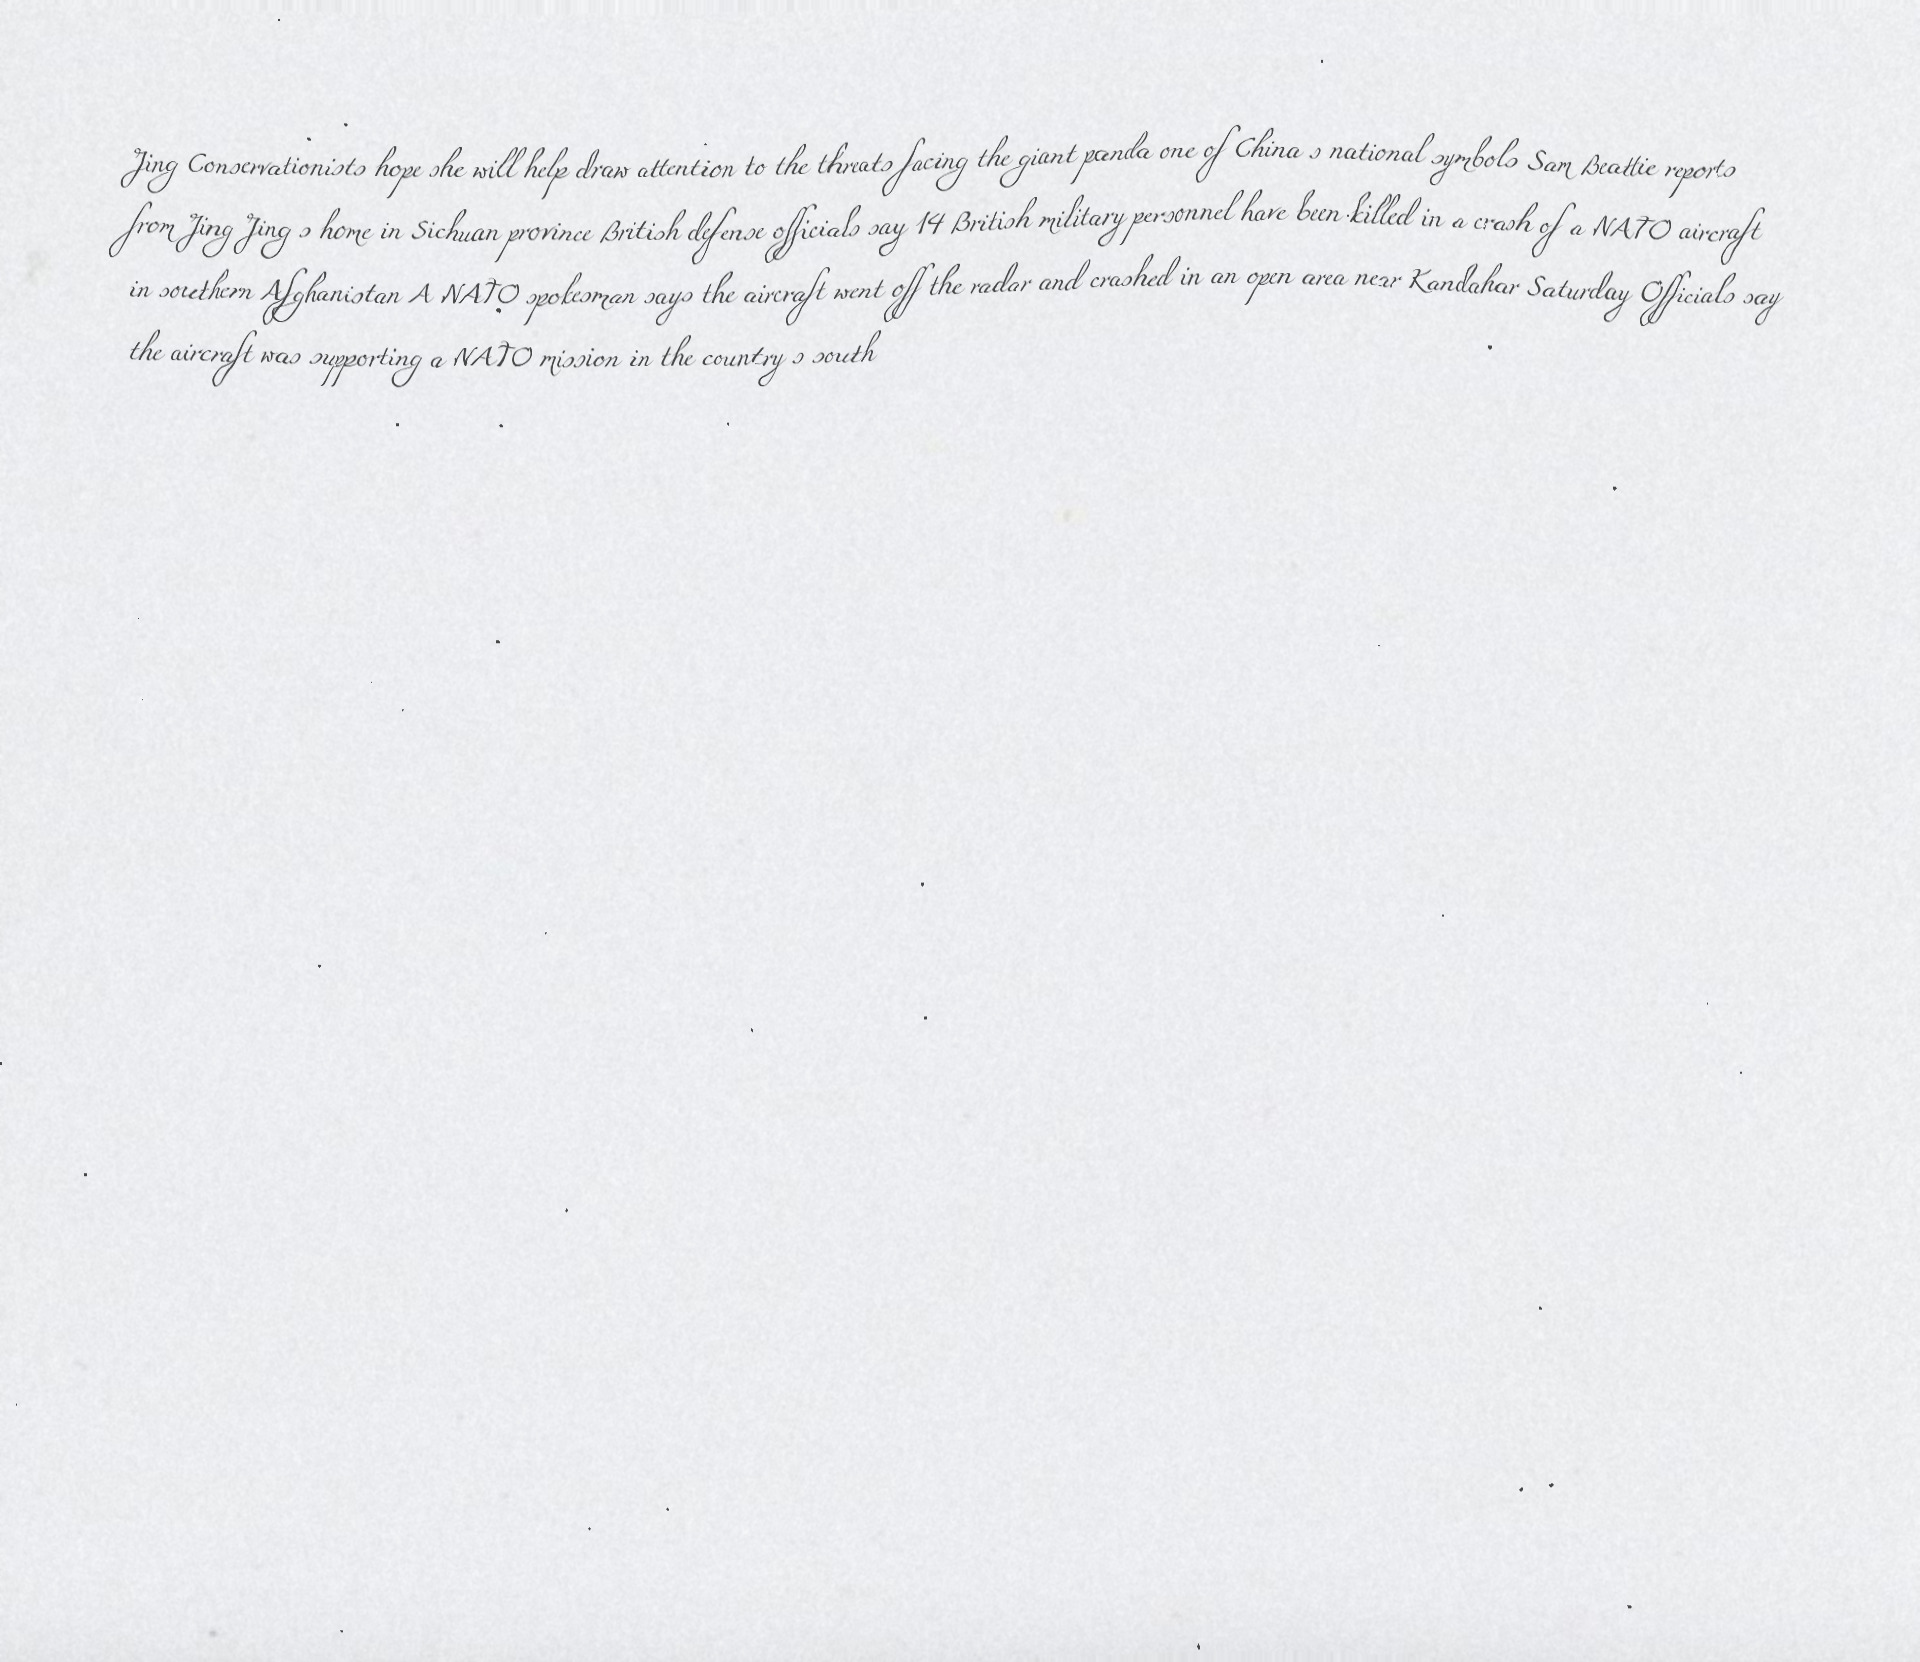 Jing Conservationists hope she will help draw attention to the threats facing the giant panda one of China s national symbols Sam Beattie reports
from Jing Jing s home in Sichuan province British defense officials say 14 British military personnel have been killed in a crash of a NATO aircraft
in southern Afghanistan A NATO spokesman says the aircraft went off the radar and crashed in an open area near Kandahar Saturday Officials say
the aircraft was supporting a NATO mission in the country s south